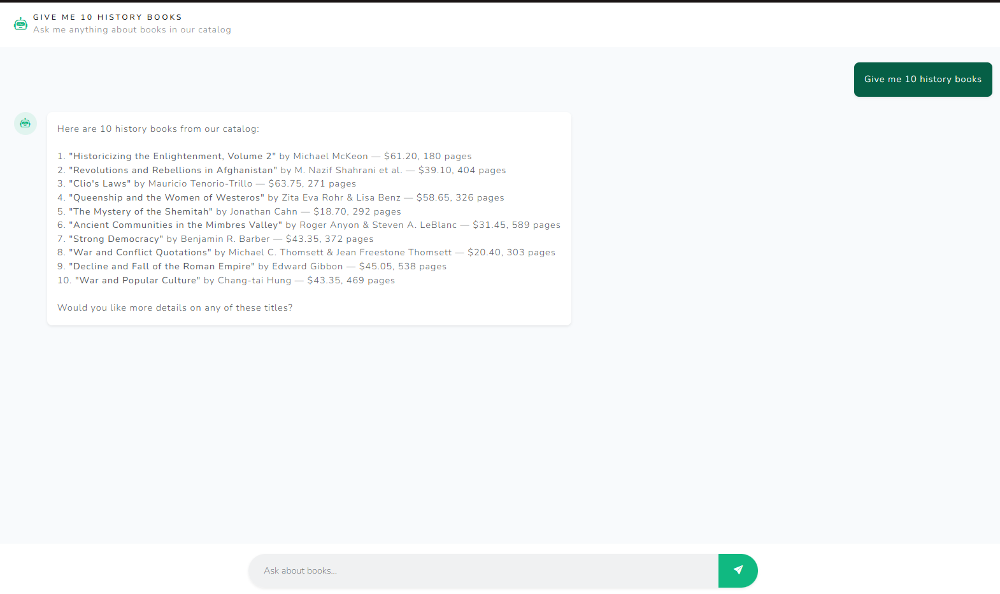 GIVE ME 10 HISTORY BOOKS
Ask me anything about books in our catalog
Give me 10 history books
Here are 10 history books from our catalog:
1. "Historicizing the Enlightenment, Volume 2" by Michael McKeon — $61.20, 180 pages
2. "Revolutions and Rebellions in Afghanistan" by M. Nazif Shahrani et al. — $39.10, 404 pages
3. "Clio's Laws" by Mauricio Tenorio-Trillo — $63.75, 271 pages
4. "Queenship and the Women of Westeros" by Zita Eva Rohr & Lisa Benz — $58.65, 326 pages
5. "The Mystery of the Shemitah" by Jonathan Cahn — $18.70, 292 pages
6. "Ancient Communities in the Mimbres Valley" by Roger Anyon & Steven A. LeBlanc — $31.45, 589 pages
7. "Strong Democracy" by Benjamin R. Barber — $43.35, 372 pages
8. "War and Conflict Quotations" by Michael C. Thomsett & Jean Freestone Thomsett — $20.40, 303 pages
9. "Decline and Fall of the Roman Empire" by Edward Gibbon — $45.05, 538 pages
10. "War and Popular Culture" by Chang-tai Hung — $43.35, 469 pages
Would you like more details on any of these titles?
Ask about books...